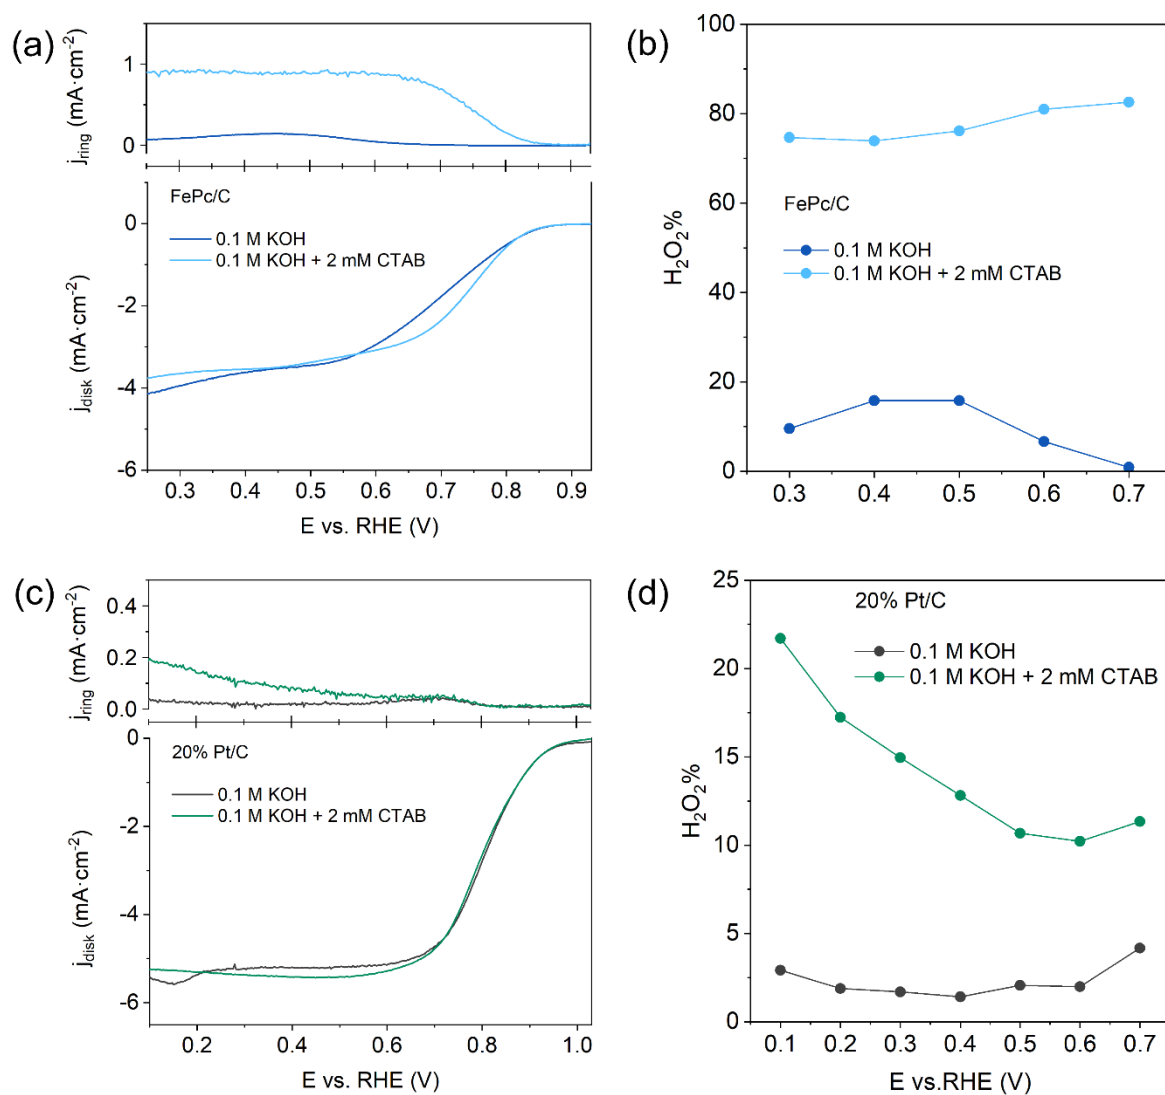 (a)
j_ring (mA·cm⁻²)
1
0
FePc/C
0.1 M KOH
0.1 M KOH + 2 mM CTAB
j_disk (mA·cm⁻²)
0
-2
-4
-6
0.3 0.4 0.5 0.6 0.7 0.8 0.9
E vs. RHE (V)
(b)
H₂O₂%
100
80
60
40
20
0
FePc/C
0.1 M KOH
0.1 M KOH + 2 mM CTAB
0.3 0.4 0.5 0.6 0.7
E vs. RHE (V)
(c)
j_ring (mA·cm⁻²)
0.4
0.2
0.0
20% Pt/C
0.1 M KOH
0.1 M KOH + 2 mM CTAB
j_disk (mA·cm⁻²)
0
-2
-4
-6
0.2 0.4 0.6 0.8 1.0
E vs. RHE (V)
(d)
H₂O₂%
25
20
15
10
5
0
20% Pt/C
0.1 M KOH
0.1 M KOH + 2 mM CTAB
0.1 0.2 0.3 0.4 0.5 0.6 0.7
E vs.RHE (V)